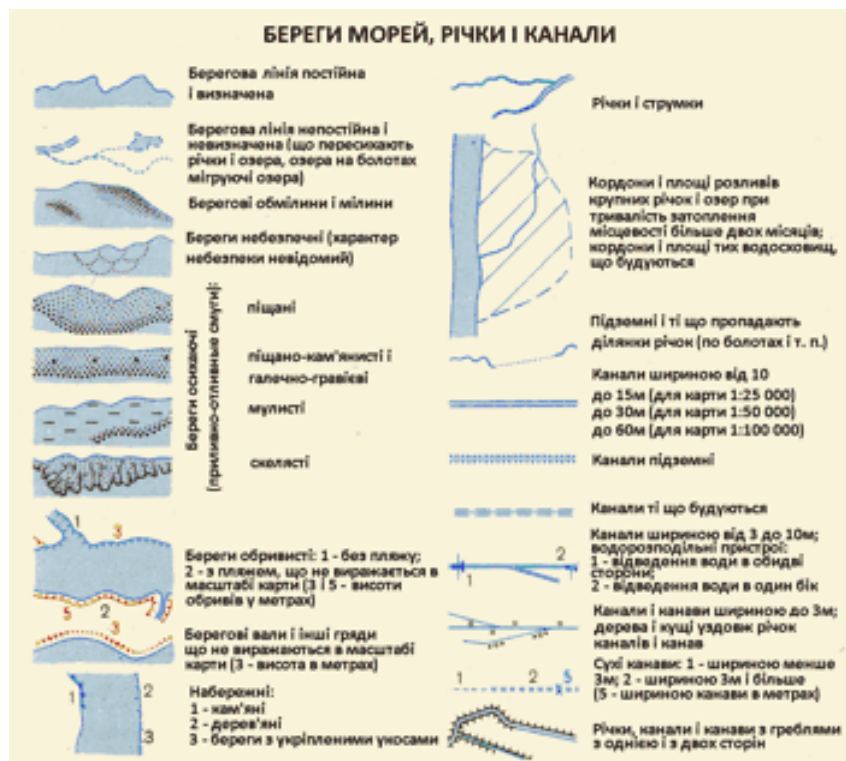 БЕРЕГИ МОРЕЙ, РІЧКИ І КАНАЛИ
Берегова лінія постійна
і визначена
Берегова лінія непостійна і
невизначена (що пересихають
річки і озера, озера на болотах
мігруючі озера)
Берегові обмілини і мілини
Береги небезпечні (характер
небезпеки невідомий)
Береги осихаючі
(приливно-отливные смуги):
піщані
піщано-кам'янисті і
галечно-гравієві
мулисті
скелясті
1
3
5
2
3
Береги обривисті: 1 - без пляжу;
2 - з пляжем, що не виражається в
масштабі карти (3 і 5 - висоти
обривів у метрах)
Берегові вали і інші гряди
що не виражаються в масштабі
карти (3 - висота в метрах)
1
2
3
Набережні:
1 - кам'яні
2 - дерев'яні
3 - береги з укріпленими укосами
Річки і струмки
Кордони і площі розливів
крупних річок і озер при
тривалість затоплення
місцевості більше двох місяців;
кордони і площі тих водосховищ,
що будуються
Підземні і ті що пропадають
ділянки річок (по болотах і т. п.)
Канали шириною від 10
до 15м (для карти 1:25 000)
до 30м (для карти 1:50 000)
до 60м (для карти 1:100 000)
Канали підземні
Канали ті що будуються
1
2
Канали шириною від 3 до 10м;
водорозподільні пристрої:
1 - відведення води в обидві
сторони;
2 - відведення води в один бік
Канали і канави шириною до 3м;
дерева і кущі уздовж річок
каналів і канав
1
2
5
Сухі канави: 1 - шириною менше
3м; 2 - шириною 3м і більше
(5 - шириною канави в метрах)
Річки, канали і канави з греблями
з однією і з двох сторін